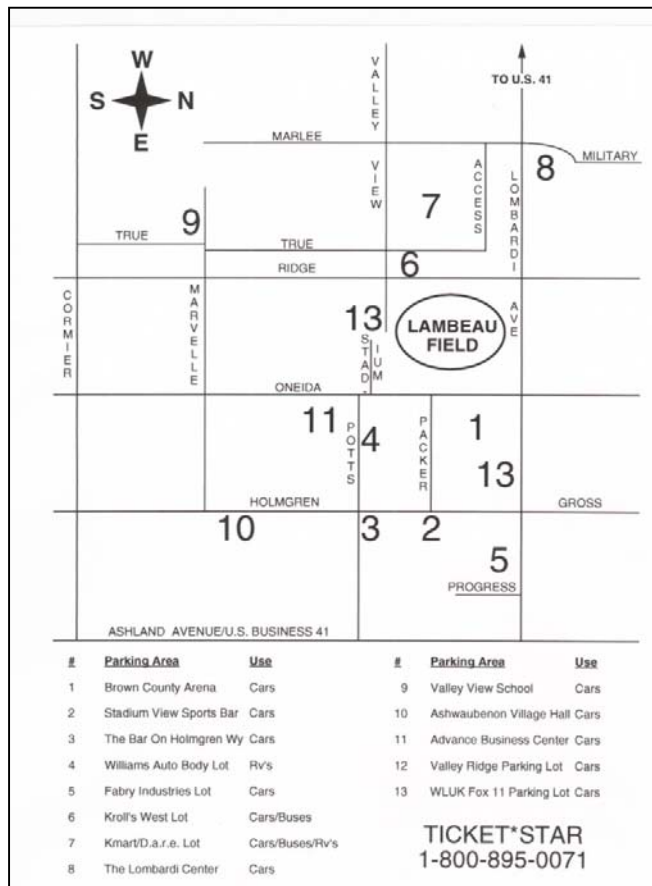 W
S
N
E
VALLEY
VIEW
TO U.S. 41
MARLEE
MILITARY
8
ACCESS
LOMBARDI
AVE
7
9
TRUE
TRUE
6
RIDGE
CORMIER
MARVELLE
13
STAD-
IUM
LAMBEAU
FIELD
ONEIDA
11
POTTS
4
PACKER
1
13
HOLMGREN
GROSS
10
3
2
5
PROGRESS
ASHLAND AVENUE/U.S. BUSINESS 41
# Parking Area Use
1 Brown County Arena Cars
2 Stadium View Sports Bar Cars
3 The Bar On Holmgren Wy Cars
4 Williams Auto Body Lot Rv's
5 Fabry Industries Lot Cars
6 Kroll's West Lot Cars/Buses
7 Kmart/D.a.r.e. Lot Cars/Buses/Rv's
8 The Lombardi Center Cars
# Parking Area Use
9 Valley View School Cars
10 Ashwaubenon Village Hall Cars
11 Advance Business Center Cars
12 Valley Ridge Parking Lot Cars
13 WLUK Fox 11 Parking Lot Cars
TICKET*STAR
1-800-895-0071